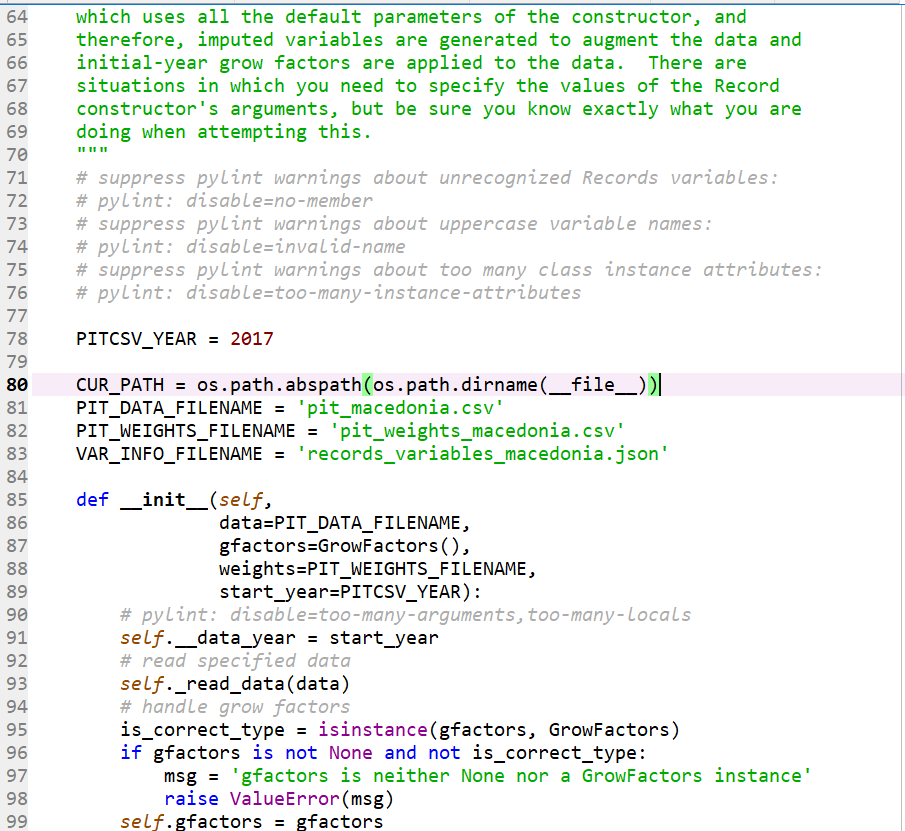 64 which uses all the default parameters of the constructor, and
65 therefore, imputed variables are generated to augment the data and
66 initial-year grow factors are applied to the data.  There are
67 situations in which you need to specify the values of the Record
68 constructor's arguments, but be sure you know exactly what you are
69 doing when attempting this.
70 """
71 # suppress pylint warnings about unrecognized Records variables:
72 # pylint: disable=no-member
73 # suppress pylint warnings about uppercase variable names:
74 # pylint: disable=invalid-name
75 # suppress pylint warnings about too many class instance attributes:
76 # pylint: disable=too-many-instance-attributes
77
78 PITCSV_YEAR = 2017
79
80 CUR_PATH = os.path.abspath(os.path.dirname(__file__))
81 PIT_DATA_FILENAME = 'pit_macedonia.csv'
82 PIT_WEIGHTS_FILENAME = 'pit_weights_macedonia.csv'
83 VAR_INFO_FILENAME = 'records_variables_macedonia.json'
84
85 def __init__(self,
86 data=PIT_DATA_FILENAME,
87 gfactors=GrowFactors(),
88 weights=PIT_WEIGHTS_FILENAME,
89 start_year=PITCSV_YEAR):
90 # pylint: disable=too-many-arguments,too-many-locals
91 self.__data_year = start_year
92 # read specified data
93 self._read_data(data)
94 # handle grow factors
95 is_correct_type = isinstance(gfactors, GrowFactors)
96 if gfactors is not None and not is_correct_type:
97 msg = 'gfactors is neither None nor a GrowFactors instance'
98 raise ValueError(msg)
99 self.gfactors = gfactors